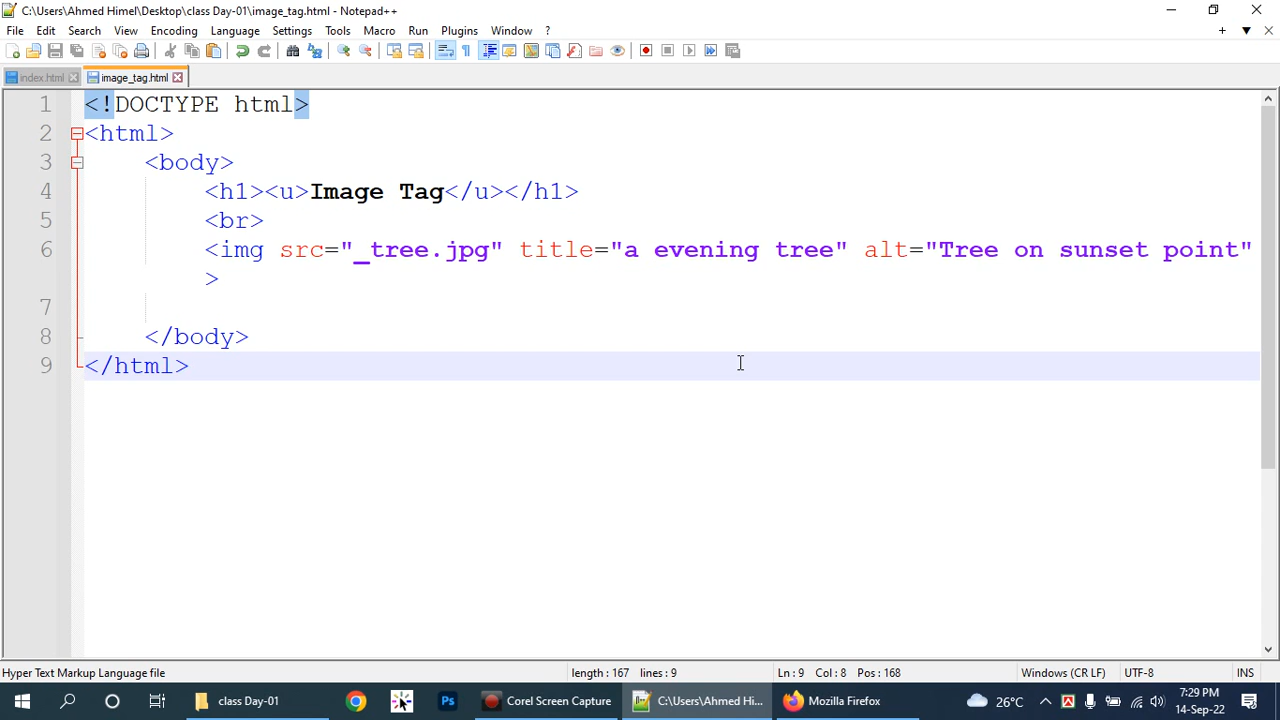 C:\Users\Ahmed Himel\Desktop\class Day-01\image_tag.html - Notepad++
File Edit Search View Encoding Language Settings Tools Macro Run Plugins Window ?
index.html image_tag.html
1 <!DOCTYPE html>
2 <html>
3 <body>
4 <h1><u>Image Tag</u></h1>
5 <br>
6 <img src="_tree.jpg" title="a evening tree" alt="Tree on sunset point"
>
7
8 </body>
9 </html>
Hyper Text Markup Language file length : 167 lines : 9 Ln : 9 Col : 8 Pos : 168 Windows (CR LF) UTF-8 INS
class Day-01 Ps Corel Screen Capture C:\Users\Ahmed Hi... Mozilla Firefox 26°C 7:29 PM
14-Sep-22